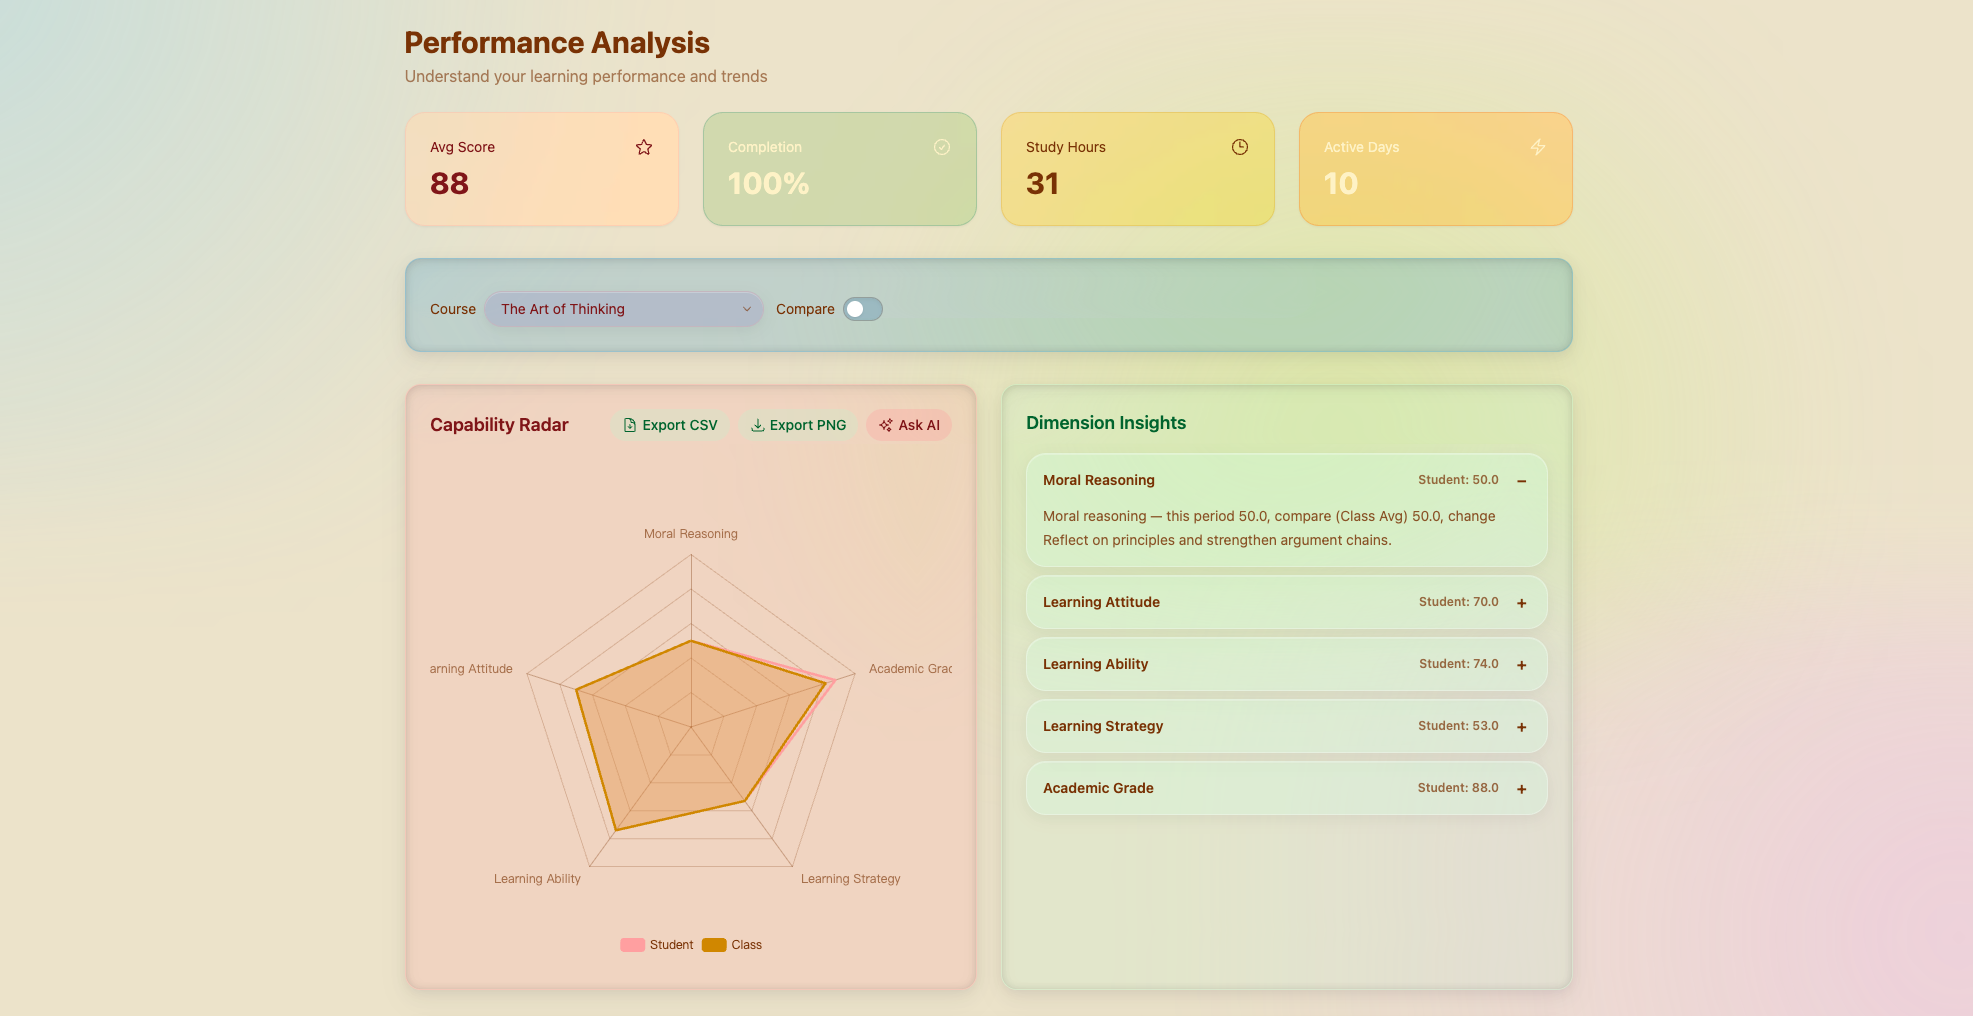 Performance Analysis
Understand your learning performance and trends
Avg Score
88
Completion
100%
Study Hours
31
Active Days
10
Course
The Art of Thinking
Compare
Capability Radar
Export CSV
Export PNG
Ask AI
Moral Reasoning
arning Attitude
Academic Grac
Learning Ability
Learning Strategy
Student
Class
Dimension Insights
Moral Reasoning
Student: 50.0
Moral reasoning — this period 50.0, compare (Class Avg) 50.0, change
Reflect on principles and strengthen argument chains.
Learning Attitude
Student: 70.0
Learning Ability
Student: 74.0
Learning Strategy
Student: 53.0
Academic Grade
Student: 88.0